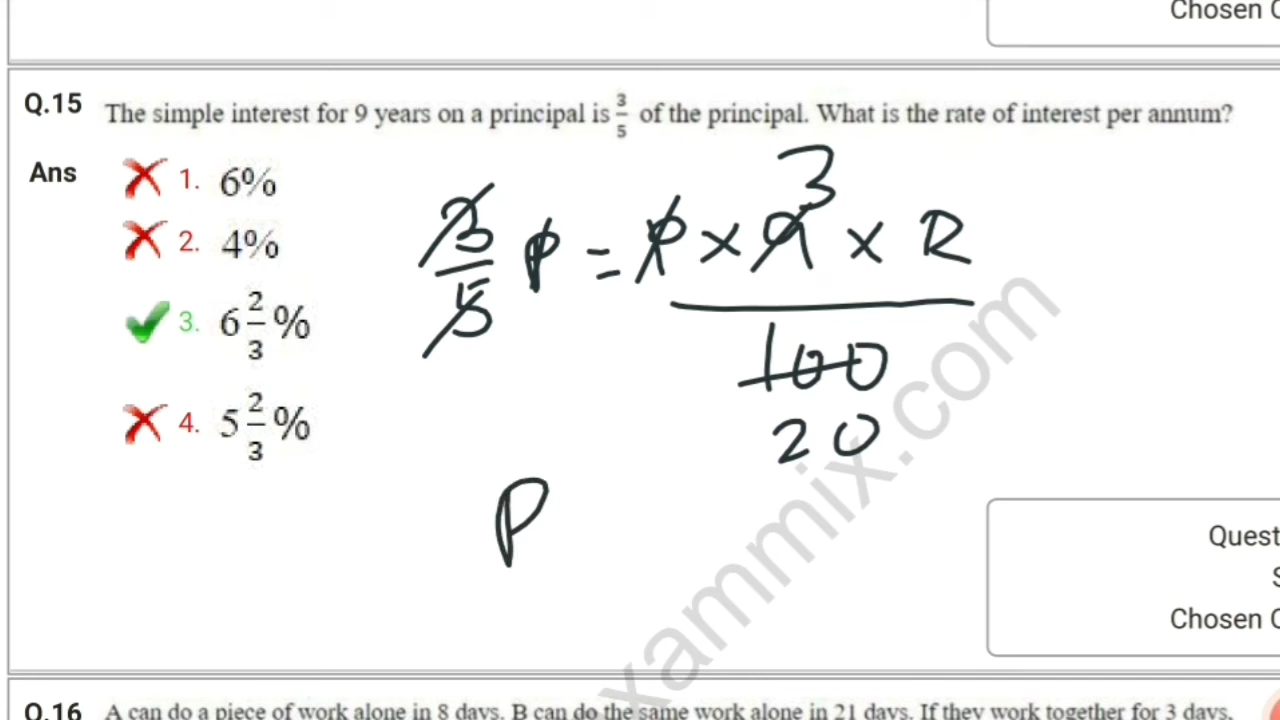 Chosen
Q.15 The simple interest for 9 years on a principal is 3/5 of the principal. What is the rate of interest per annum?
Ans 1. 6%
2. 4%
3. 6 2/3 %
4. 5 2/3 %
3/5 P = P × 9 × R
3
100
20
P
xammix.com
Quest
Chosen
Q.16 A can do a piece of work alone in 8 days. B can do the same work alone in 21 days. If they work together for 3 days,